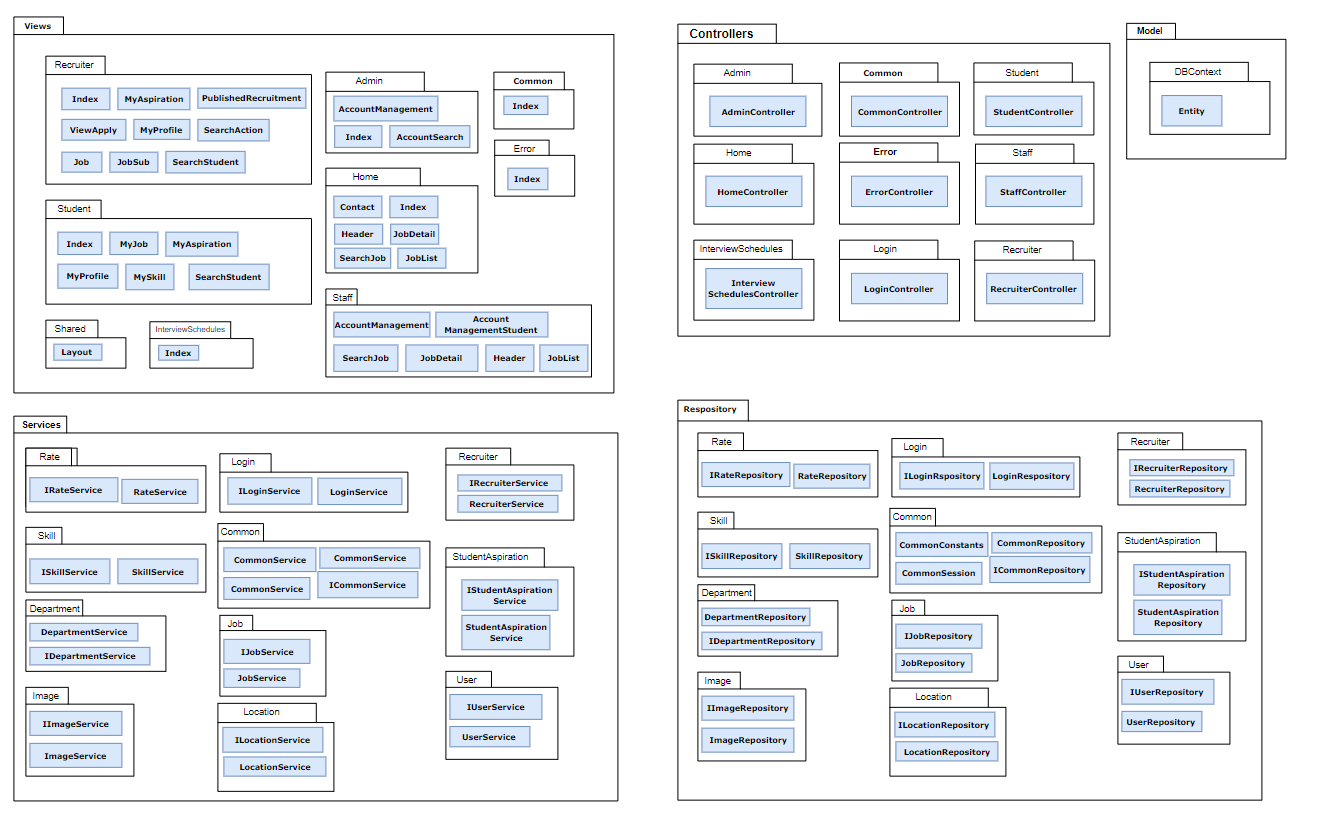 Views
Recruiter
Index
MyAspiration
PublishedRecruitment
ViewApply
MyProfile
SearchAction
Job
JobSub
SearchStudent
Student
Index
MyJob
MyAspiration
MyProfile
MySkill
SearchStudent
Shared
Layout
InterviewSchedules
Index
Admin
AccountManagement
Index
AccountSearch
Home
Contact
Index
Header
JobDetail
SearchJob
JobList
Staff
AccountManagement
Account
ManagementStudent
SearchJob
JobDetail
Header
JobList
Common
Index
Error
Index
Controllers
Admin
AdminController
Common
CommonController
Student
StudentController
Home
HomeController
Error
ErrorController
Staff
StaffController
InterviewSchedules
Interview
SchedulesController
Login
LoginController
Recruiter
RecruiterController
Model
DBContext
Entity
Services
Rate
IRateService
RateService
Skill
ISkillService
SkillService
Department
DepartmentService
IDepartmentService
Image
IImageService
ImageService
Login
ILoginService
LoginService
Common
CommonService
CommonService
CommonService
ICommonService
Job
IJobService
JobService
Location
ILocationService
LocationService
Recruiter
IRecruiterService
RecruiterService
StudentAspiration
IStudentAspiration
Service
StudentAspiration
Service
User
IUserService
UserService
Respository
Rate
IRateRepository
RateRepository
Skill
ISkillRepository
SkillRepository
Department
DepartmentRepository
IDepartmentRepository
Image
IImageRepository
ImageRepository
Login
ILoginRspository
LoginRespository
Common
CommonConstants
CommonRepository
CommonSession
ICommonRepository
Job
IJobRepository
JobRepository
Location
ILocationRepository
LocationRepository
Recruiter
IRecruiterRepository
RecruiterRepository
StudentAspiration
IStudentAspiration
Repository
StudentAspiration
Repository
User
IUserRepository
UserRepository